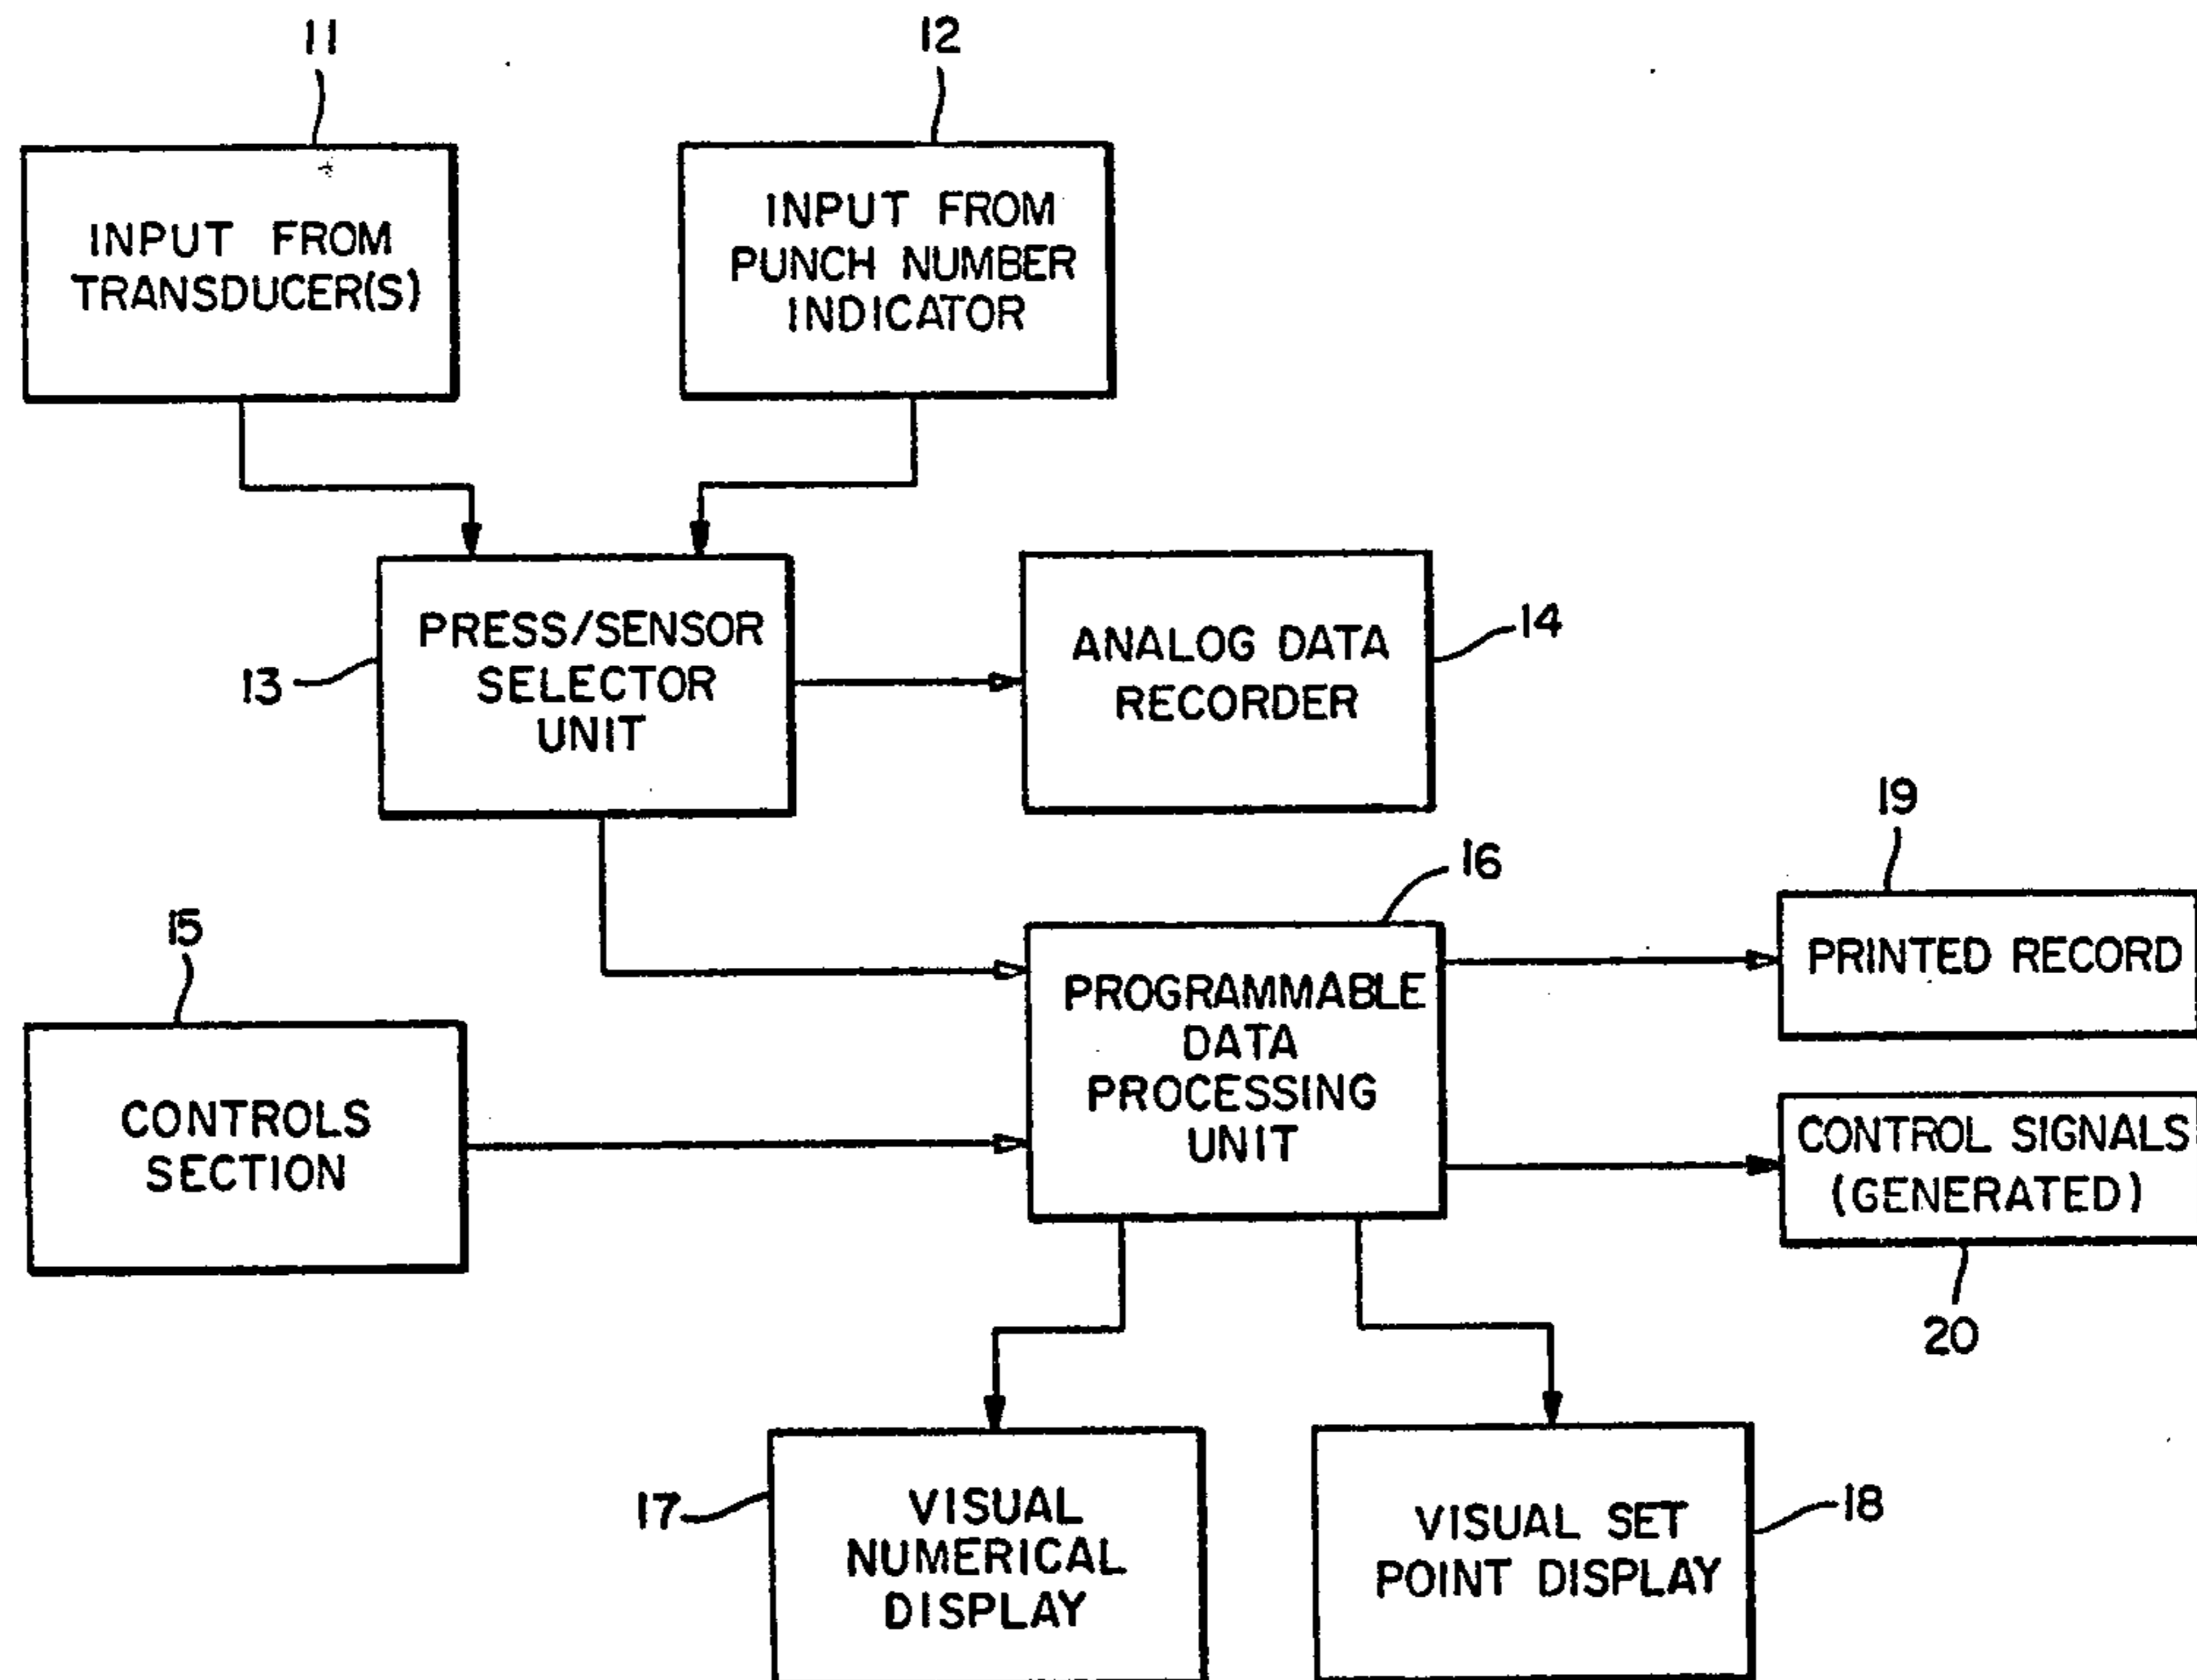 11
12
INPUT FROM
TRANSDUCER(S)
INPUT FROM
PUNCH NUMBER
INDICATOR
13
PRESS/SENSOR
SELECTOR
UNIT
ANALOG DATA
RECORDER
14
15
CONTROLS
SECTION
16
PROGRAMMABLE
DATA
PROCESSING
UNIT
19
PRINTED RECORD
CONTROL SIGNALS
(GENERATED)
20
17
VISUAL
NUMERICAL
DISPLAY
VISUAL SET
POINT DISPLAY
18